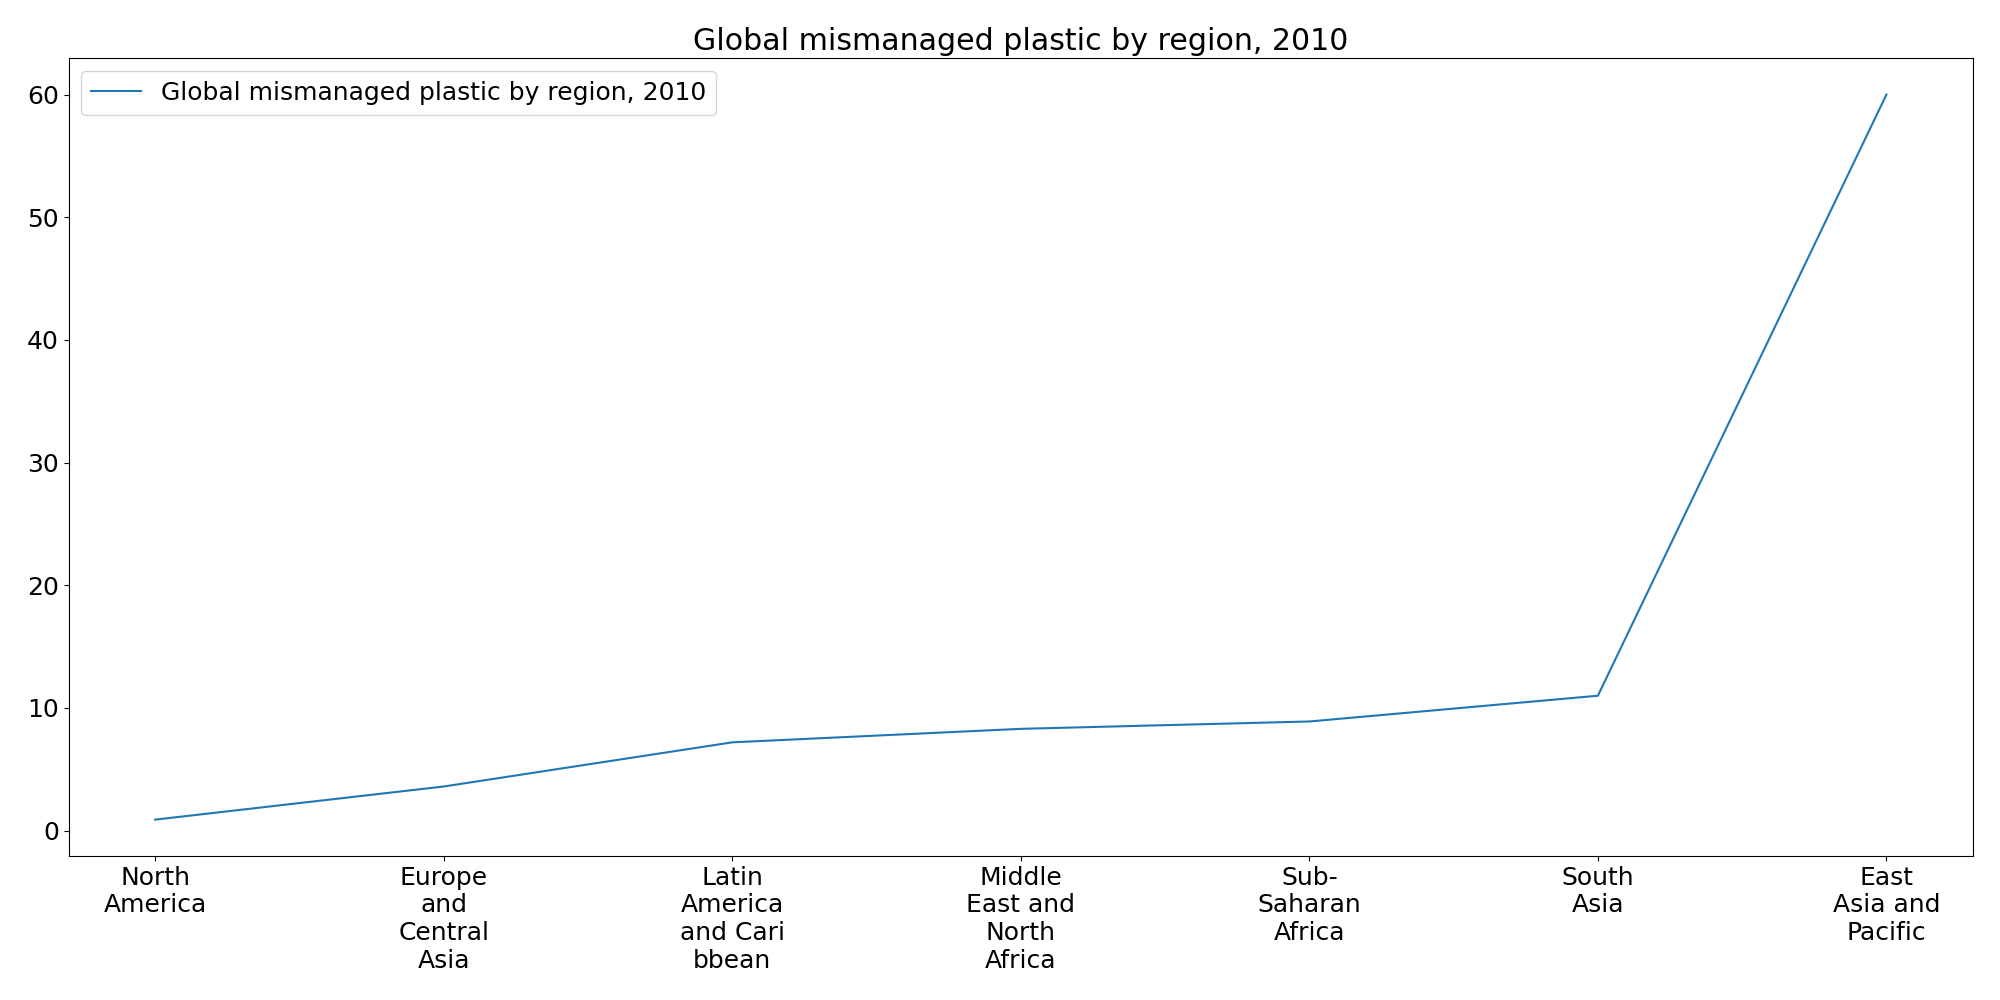 Global mismanaged plastic by region, 2010
Global mismanaged plastic by region, 2010
60
50
40
30
20
10
0
North
America
Europe
and
Central
Asia
Latin
America
and Cari
bbean
Middle
East and
North
Africa
Sub-
Saharan
Africa
South
Asia
East
Asia and
Pacific